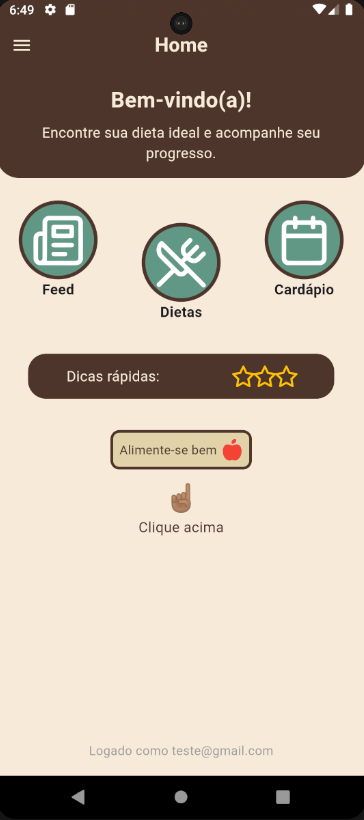 6:49
Home
Bem-vindo(a)!
Encontre sua dieta ideal e acompanhe seu
progresso.
Feed
Dietas
Cardápio
Dicas rápidas:
Alimente-se bem
Clique acima
Logado como teste@gmail.com